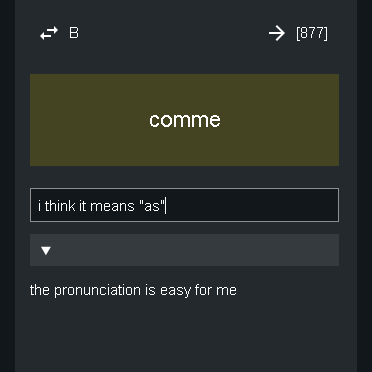 B [877]
comme
i think it means "as"
the pronunciation is easy for me